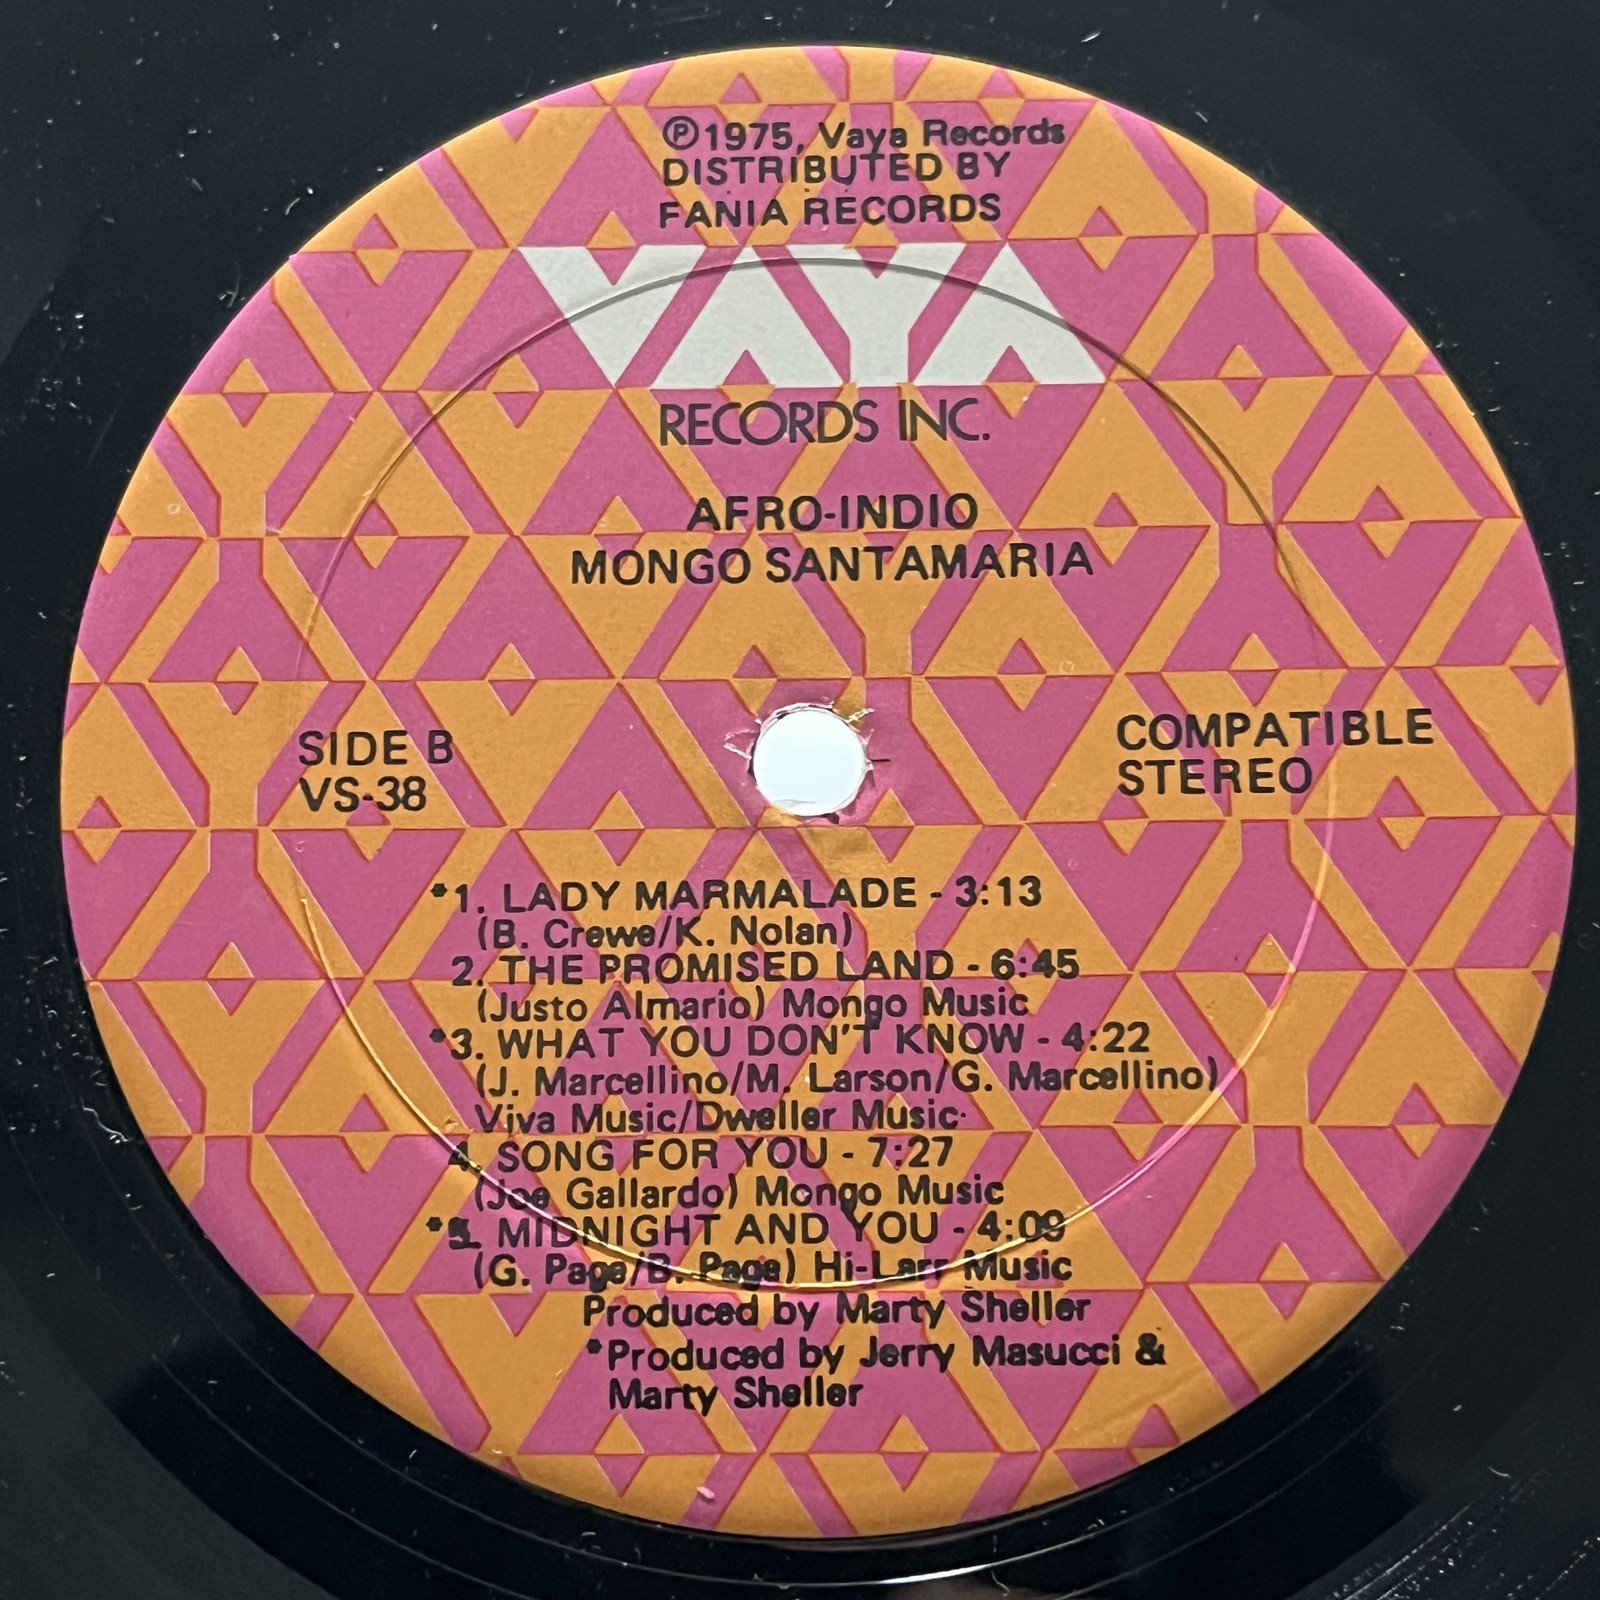 ℗1975, Vaya Records
DISTRIBUTED BY
FANIA RECORDS
VAYA
RECORDS INC.
AFRO-INDIO
MONGO SANTAMARIA
SIDE B
VS-38
COMPATIBLE
STEREO
*1. LADY MARMALADE - 3:13
(B. Crewe/K. Nolan)
2. THE PROMISED LAND - 6:45
(Justo Almario) Mongo Music
*3. WHAT YOU DON'T KNOW - 4:22
(J. Marcellino/M. Larson/G. Marcellino)
Viva Music/Dweller Music
4. SONG FOR YOU - 7:27
(Joe Gallardo) Mongo Music
*5. MIDNIGHT AND YOU - 4:09
(G. Page/B. Page) Hi-Larr Music
Produced by Marty Sheller
*Produced by Jerry Masucci &
Marty Sheller